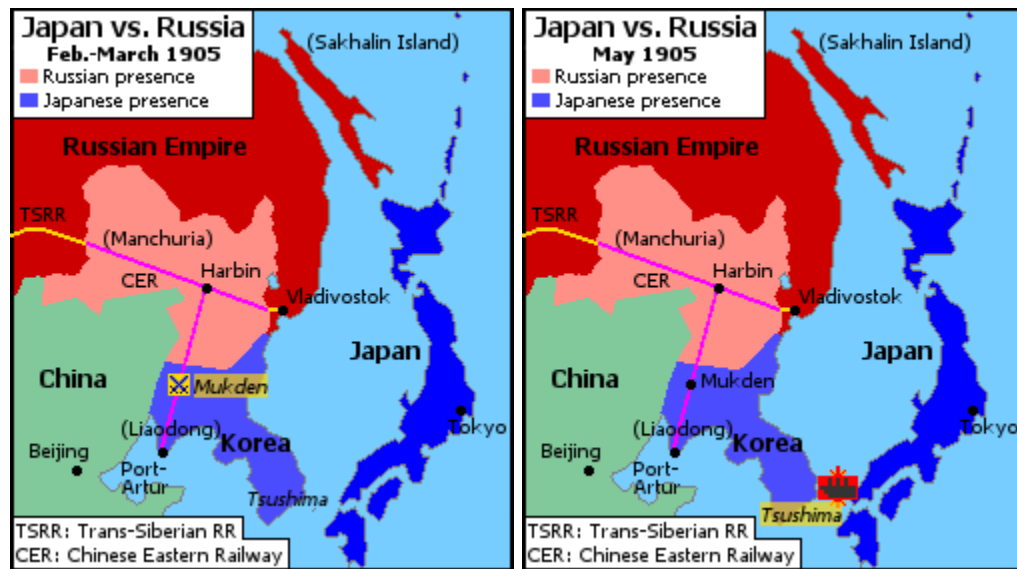 Japan vs. Russia
Feb.-March 1905
Russian presence
Japanese presence
(Sakhalin Island)
Russian Empire
TSRR
(Manchuria)
CER
Harbin
Vladivostok
Japan
China
Mukden
(Liaodong)
Korea
Tokyo
Beijing
Port-
Artur
Tsushima
TSRR: Trans-Siberian RR
CER: Chinese Eastern Railway
Japan vs. Russia
May 1905
Russian presence
Japanese presence
(Sakhalin Island)
Russian Empire
TSRR
(Manchuria)
CER
Harbin
Vladivostok
Japan
China
Mukden
(Liaodong)
Korea
Tokyo
Beijing
Port-
Artur
Tsushima
TSRR: Trans-Siberian RR
CER: Chinese Eastern Railway